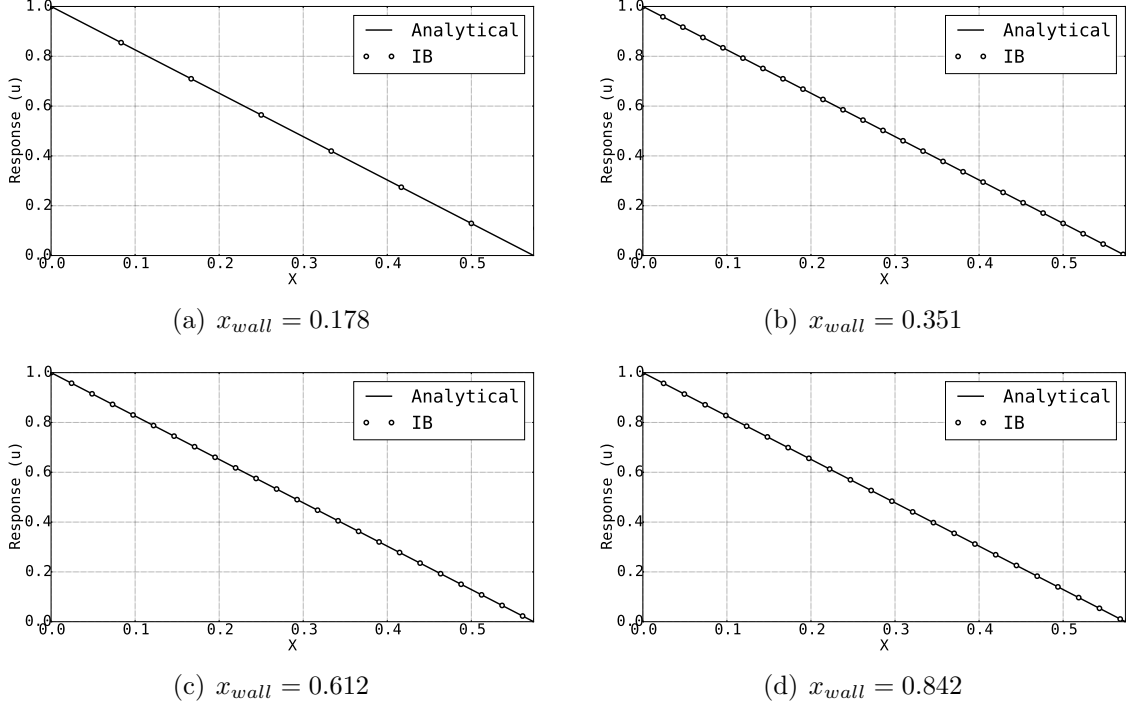 1.0
0.8
0.6
0.4
0.2
0.0
Response (u)
0.0 0.1 0.2 0.3 0.4 0.5
X
Analytical
IB
(a) x_wall = 0.178
1.0
0.8
0.6
0.4
0.2
0.0
Response (u)
0.0 0.1 0.2 0.3 0.4 0.5
X
Analytical
IB
(b) x_wall = 0.351
1.0
0.8
0.6
0.4
0.2
0.0
Response (u)
0.0 0.1 0.2 0.3 0.4 0.5
X
Analytical
IB
(c) x_wall = 0.612
1.0
0.8
0.6
0.4
0.2
0.0
Response (u)
0.0 0.1 0.2 0.3 0.4 0.5
X
Analytical
IB
(d) x_wall = 0.842